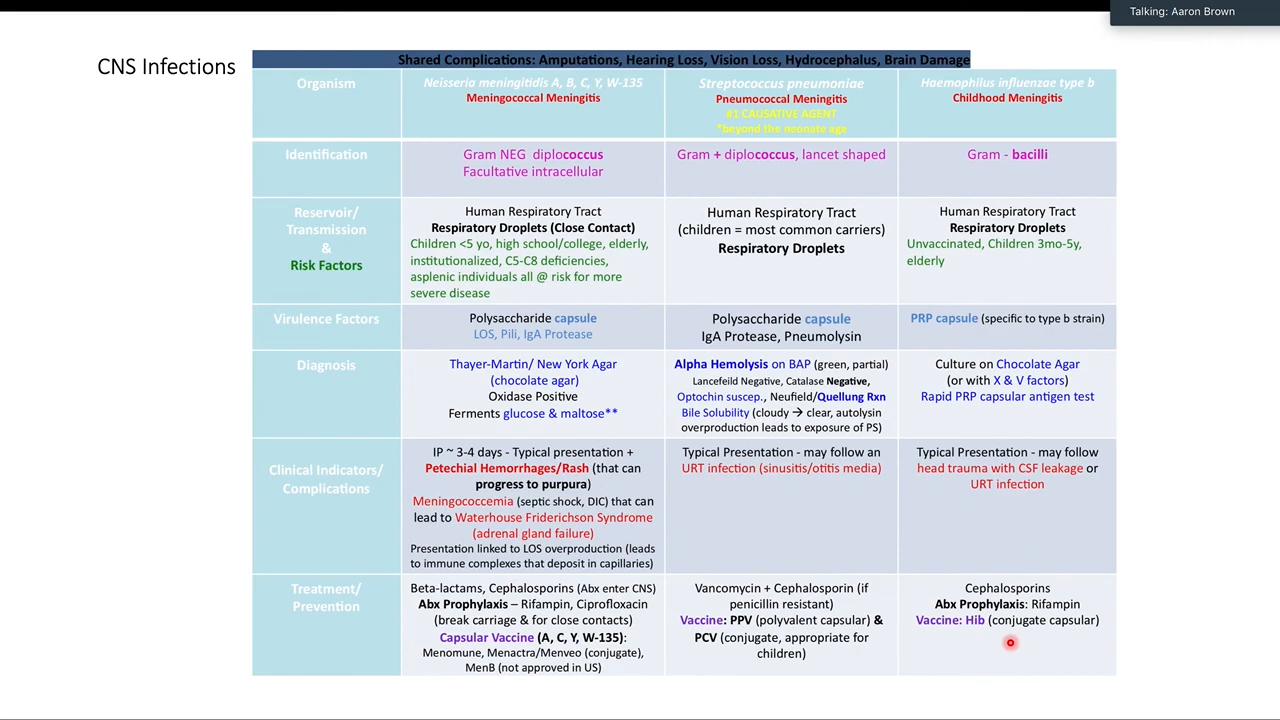 Talking: Aaron Brown
CNS Infections
Shared Complications: Amputations, Hearing Loss, Vision Loss, Hydrocephalus, Brain Damage
Organism
Neisseria meningitidis A, B, C, Y, W-135
Meningococcal Meningitis
Streptococcus pneumoniae
Pneumococcal Meningitis
#1 CAUSATIVE AGENT
*beyond the neonate age
Haemophilus influenzae type b
Childhood Meningitis
Identification
Gram NEG diplococcus
Facultative intracellular
Gram + diplococcus, lancet shaped
Gram - bacilli
Reservoir/
Transmission
&
Risk Factors
Human Respiratory Tract
Respiratory Droplets (Close Contact)
Children <5 yo, high school/college, elderly,
institutionalized, C5-C8 deficiencies,
asplenic individuals all @ risk for more
severe disease
Human Respiratory Tract
(children = most common carriers)
Respiratory Droplets
Human Respiratory Tract
Respiratory Droplets
Unvaccinated, Children 3mo-5y,
elderly
Virulence Factors
Polysaccharide capsule
LOS, Pili, IgA Protease
Polysaccharide capsule
IgA Protease, Pneumolysin
PRP capsule (specific to type b strain)
Diagnosis
Thayer-Martin/ New York Agar
(chocolate agar)
Oxidase Positive
Ferments glucose & maltose**
Alpha Hemolysis on BAP (green, partial)
Lancefeild Negative, Catalase Negative,
Optochin suscep., Neufield/Quellung Rxn
Bile Solubility (cloudy → clear, autolysin
overproduction leads to exposure of PS)
Culture on Chocolate Agar
(or with X & V factors)
Rapid PRP capsular antigen test
Clinical Indicators/
Complications
IP ~ 3-4 days - Typical presentation +
Petechial Hemorrhages/Rash (that can
progress to purpura)
Meningococcemia (septic shock, DIC) that can
lead to Waterhouse Friderichson Syndrome
(adrenal gland failure)
Presentation linked to LOS overproduction (leads
to immune complexes that deposit in capillaries)
Typical Presentation - may follow an
URT infection (sinusitis/otitis media)
Typical Presentation - may follow
head trauma with CSF leakage or
URT infection
Treatment/
Prevention
Beta-lactams, Cephalosporins (Abx enter CNS)
Abx Prophylaxis – Rifampin, Ciprofloxacin
(break carriage & for close contacts)
Capsular Vaccine (A, C, Y, W-135):
Menomune, Menactra/Menveo (conjugate),
MenB (not approved in US)
Vancomycin + Cephalosporin (if
penicillin resistant)
Vaccine: PPV (polyvalent capsular) &
PCV (conjugate, appropriate for
children)
Cephalosporins
Abx Prophylaxis: Rifampin
Vaccine: Hib (conjugate capsular)